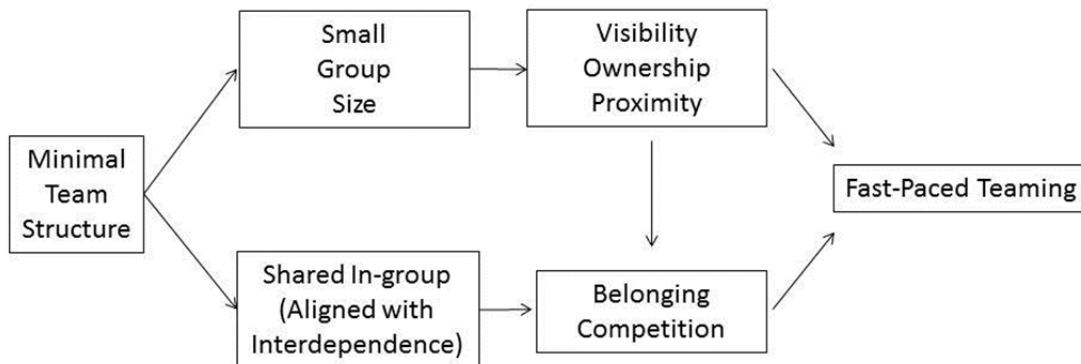 Minimal
Team
Structure
Small
Group
Size
Visibility
Ownership
Proximity
Shared In-group
(Aligned with
Interdependence)
Belonging
Competition
Fast-Paced Teaming